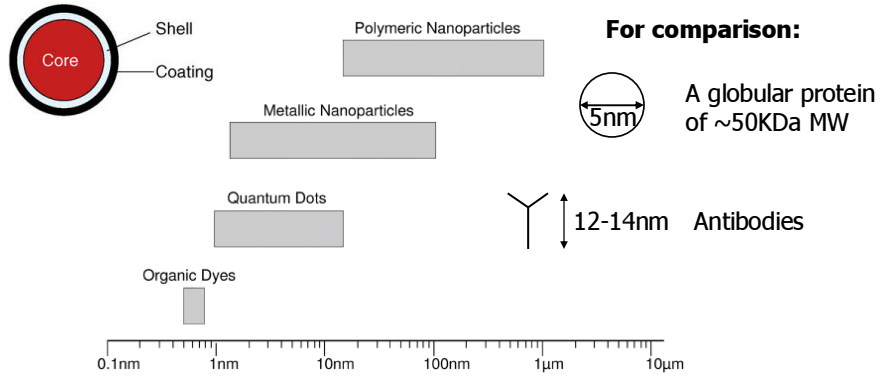 Core
Shell
Coating
Polymeric Nanoparticles
For comparison:
5nm
A globular protein
of ~50KDa MW
Metallic Nanoparticles
Quantum Dots
12-14nm
Antibodies
Organic Dyes
0.1nm
1nm
10nm
100nm
1μm
10μm